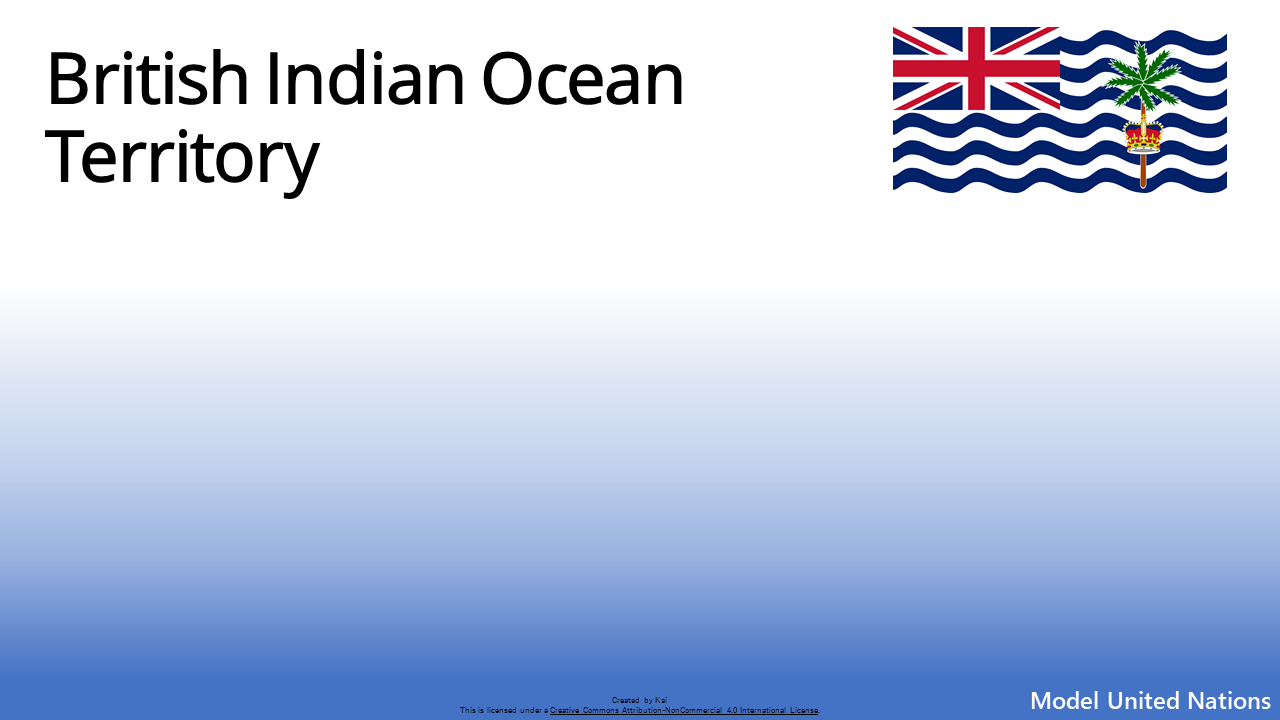 British Indian Ocean
Territory
Created by Kai
This is licensed under a Creative Commons Attribution-NonCommercial 4.0 International License.
Model United Nations